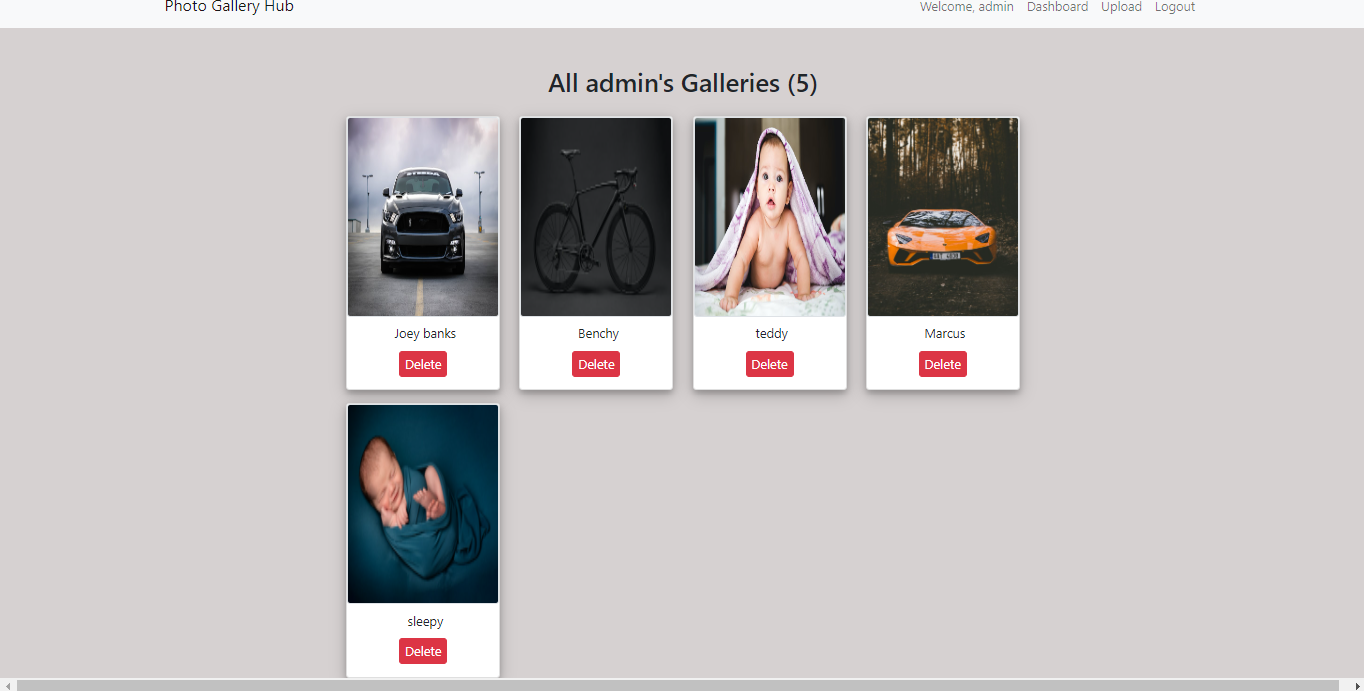 Photo Gallery Hub
Welcome, admin Dashboard Upload Logout
All admin's Galleries (5)
Joey banks
Delete
Benchy
Delete
teddy
Delete
Marcus
Delete
sleepy
Delete